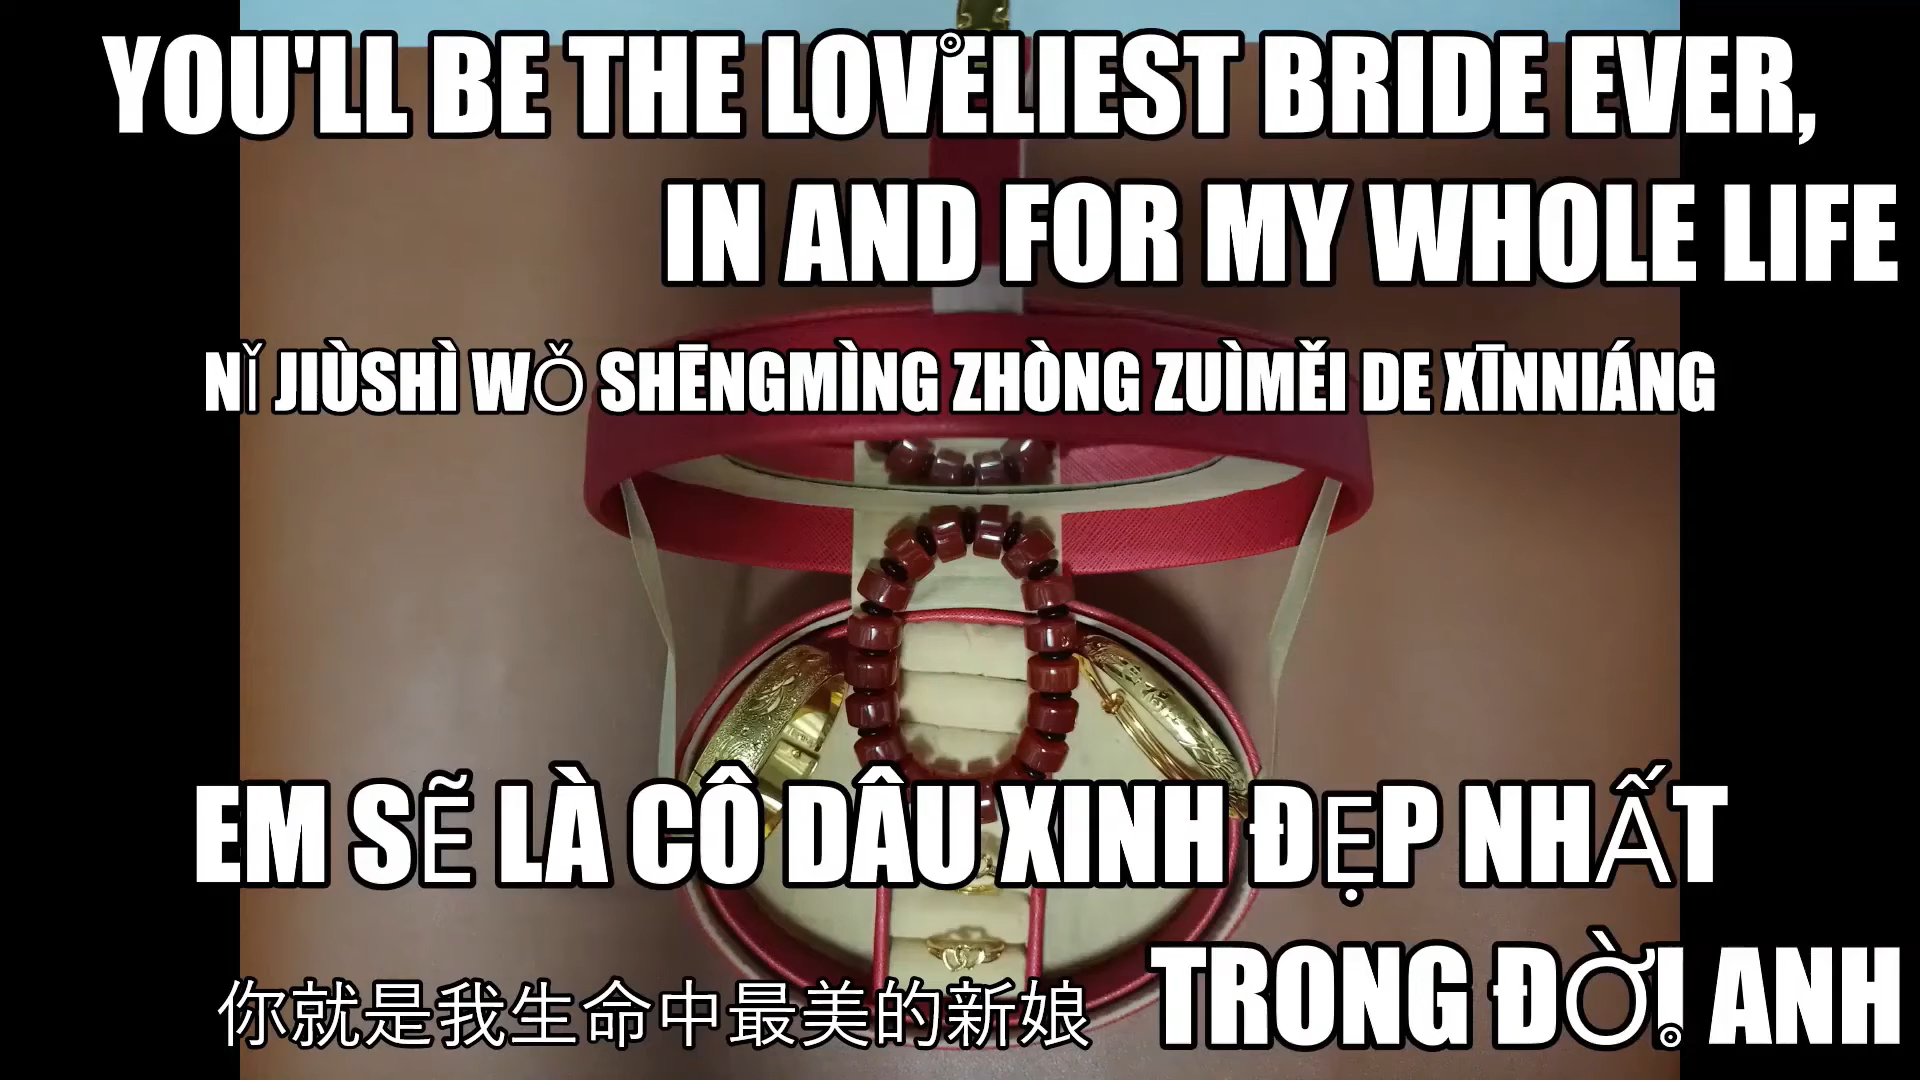 YOU'LL BE THE LOVELIEST BRIDE EVER,
IN AND FOR MY WHOLE LIFE
NǏ JIÙSHÌ WǑ SHĒNGMÌNG ZHÒNG ZUÌMĚI DE XĪNNIÁNG
EM SẼ LÀ CÔ DÂU XINH ĐẸP NHẤT
TRONG ĐỜI ANH
你就是我生命中最美的新娘